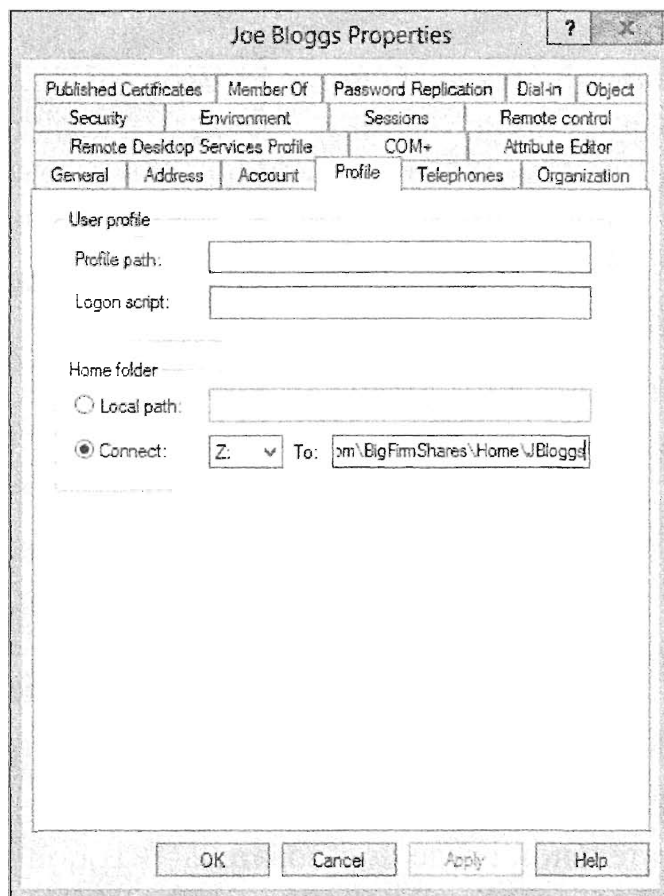 Joe Bloggs Properties ? X
Published Certificates Member Of Password Replication Dial-in Object
Security Environment Sessions Remote control
Remote Desktop Services Profile COM+ Attribute Editor
General Address Account Profile Telephones Organization
User profile
Profile path:
Logon script:
Home folder
Local path:
Connect: Z: To: om\BigFirmShares\Home\JBloggs
OK Cancel Apply Help